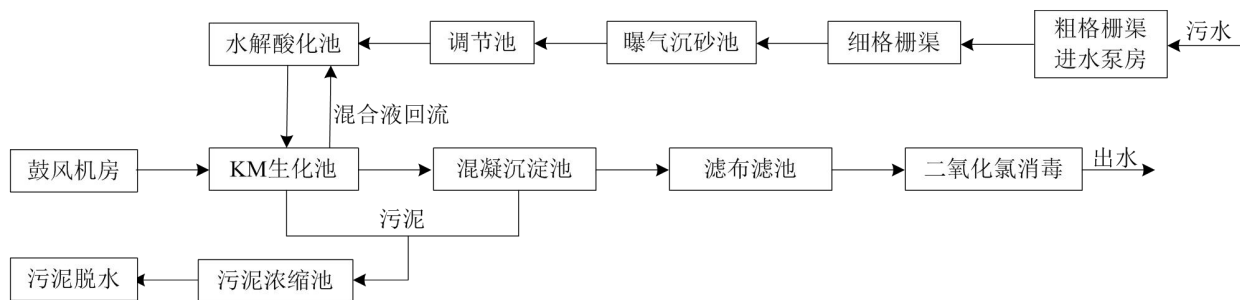 水解酸化池
调节池
曝气沉砂池
细格栅渠
粗格栅渠
进水泵房
污水
混合液回流
鼓风机房
KM生化池
混凝沉淀池
滤布滤池
二氧化氯消毒
出水
污泥
污泥脱水
污泥浓缩池